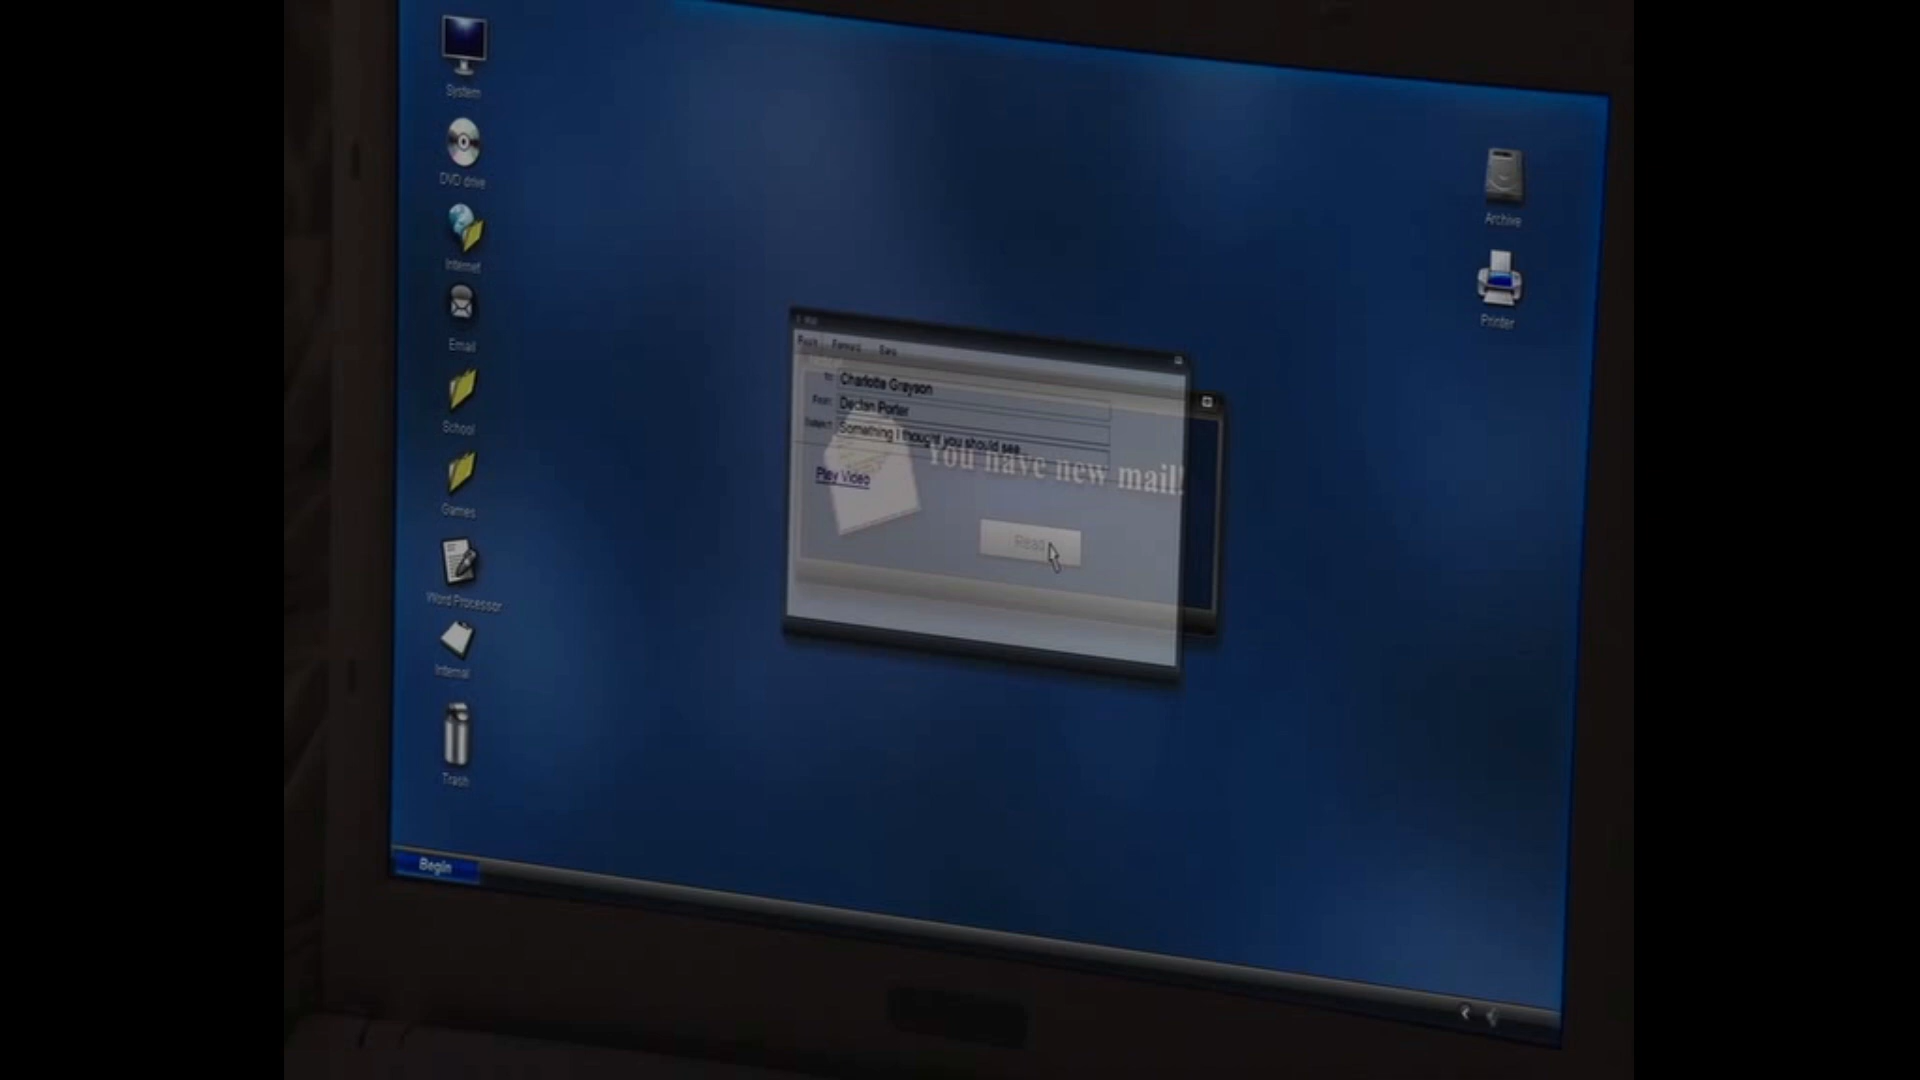 System
DVD drive
Internet
Email
School
Games
Word Processor
Internal
Trash
Archive
Printer
Forward
To: Charlotte Grayson
From: Declan Porter
Subject: Something I thought you should see
Play Video
You have new mail!
Read
Begin